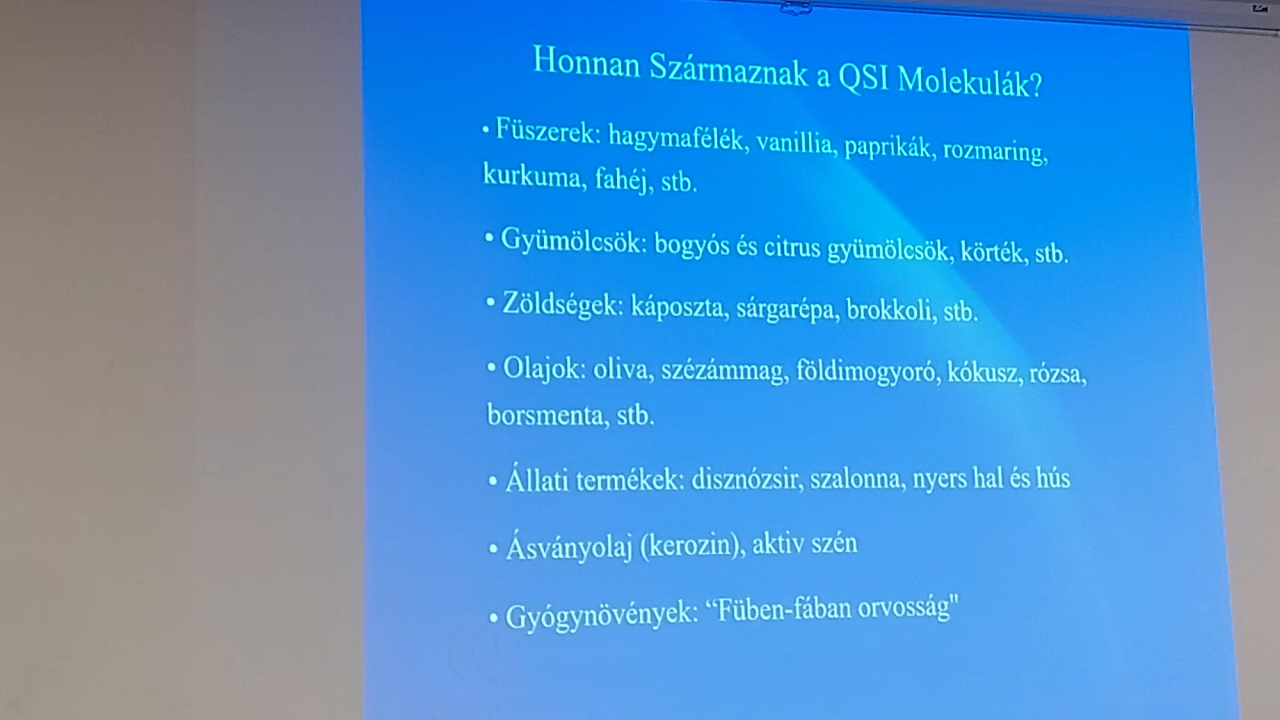 Honnan Származnak a QSI Molekulák?
• Füszerek: hagymafélék, vanillia, paprikák, rozmaring,
kurkuma, fahéj, stb.
• Gyümölcsök: bogyós és citrus gyümölcsök, körték, stb.
• Zöldségek: káposzta, sárgarépa, brokkoli, stb.
• Olajok: oliva, szézámmag, földimogyoró, kókusz, rózsa,
borsmenta, stb.
• Állati termékek: disznózsir, szalonna, nyers hal és hús
• Ásványolaj (kerozin), aktiv szén
• Gyógynövények: “Füben-fában orvosság"